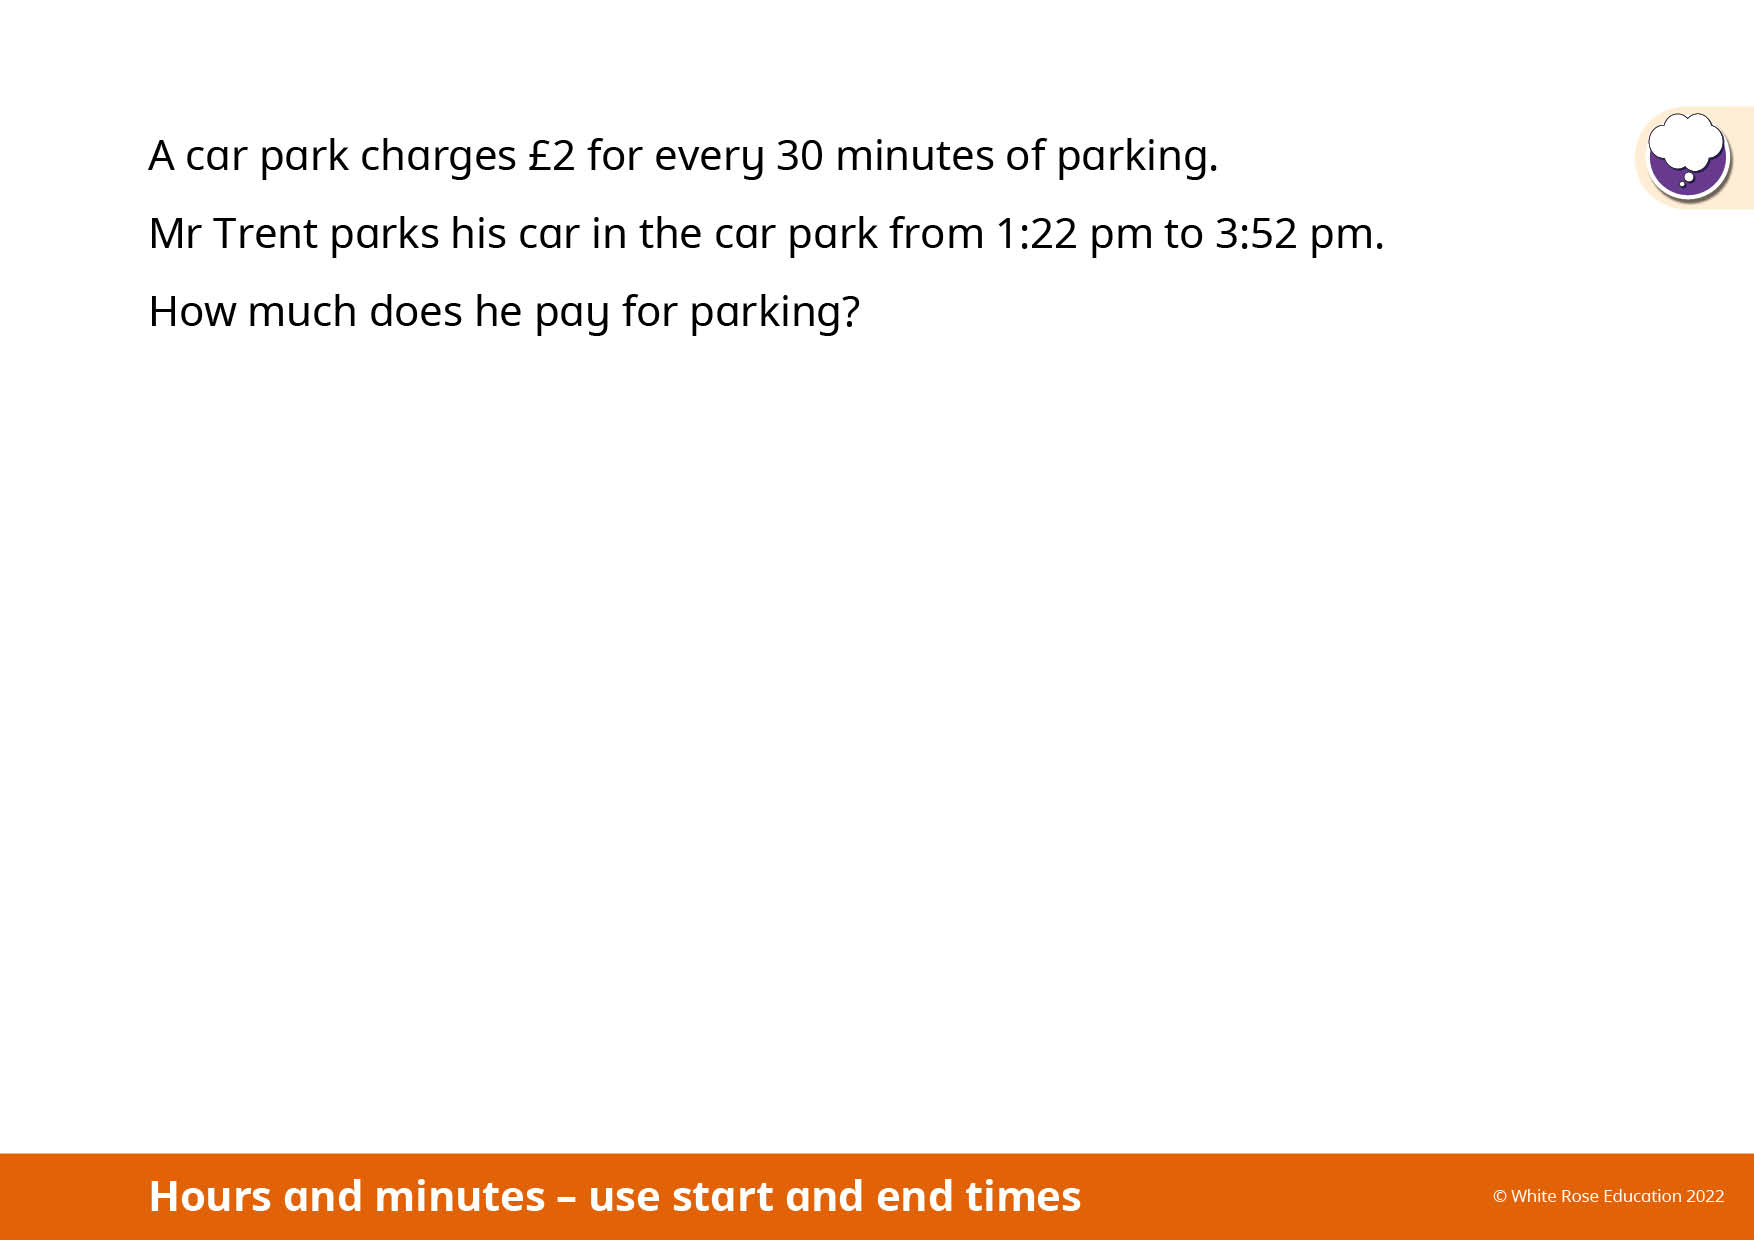 A car park charges £2 for every 30 minutes of parking.
Mr Trent parks his car in the car park from 1:22 pm to 3:52 pm.
How much does he pay for parking?
Hours and minutes – use start and end times
© White Rose Education 2022